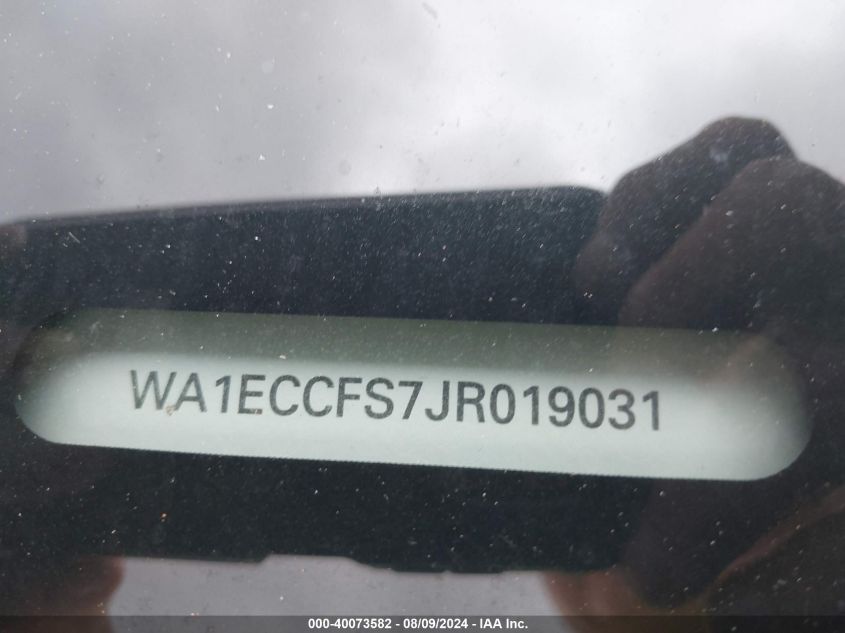 WA1ECCFS7JR019031
000-40073582 - 08/09/2024 - IAA Inc.